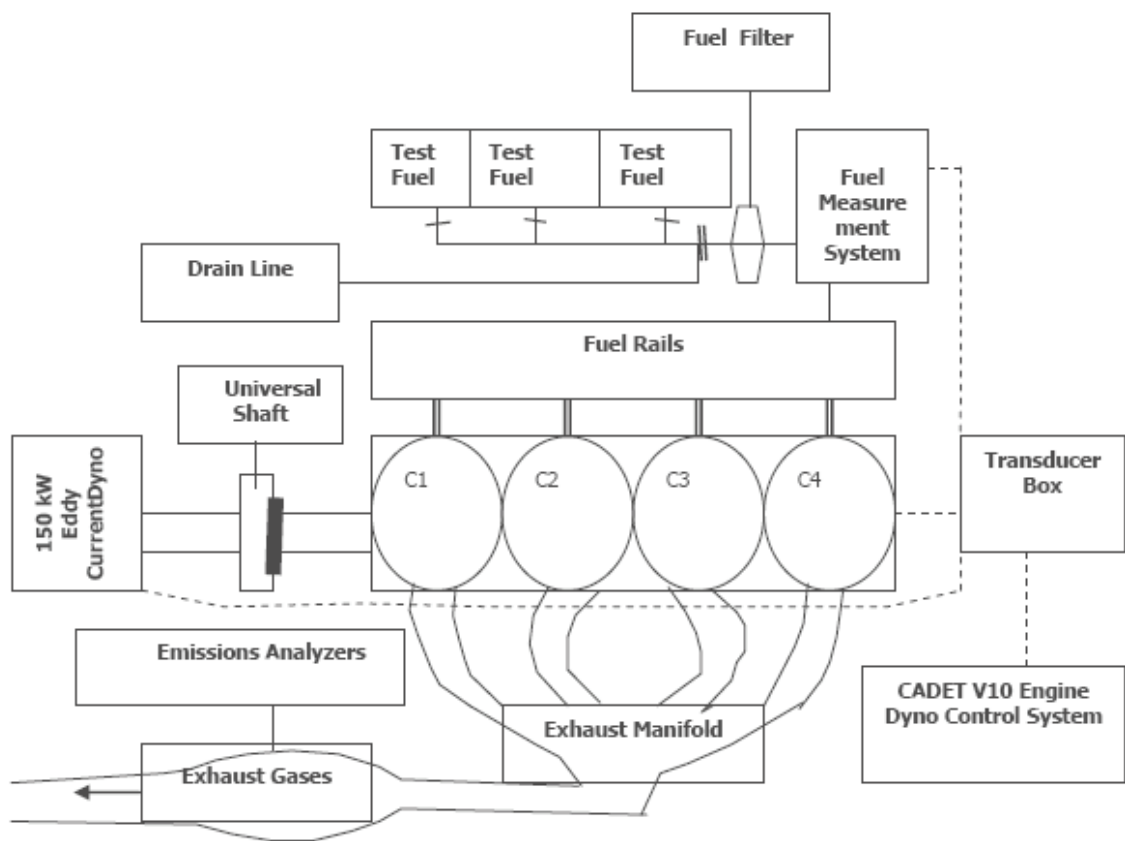 Fuel Filter
Test
Fuel
Test
Fuel
Test
Fuel
Fuel
Measure
ment
System
Drain Line
Fuel Rails
Universal
Shaft
150 kW
Eddy
CurrentDyno
C1
C2
C3
C4
Transducer
Box
Emissions Analyzers
Exhaust Manifold
CADET V10 Engine
Dyno Control System
Exhaust Gases